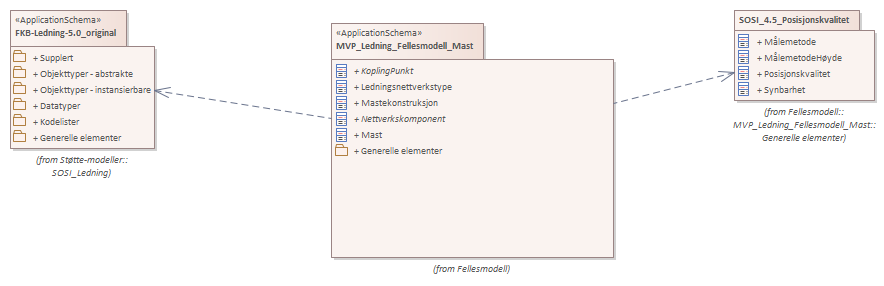 «ApplicationSchema»
FKB-Ledning-5.0_original
+ Supplert
+ Objekttyper - abstrakte
+ Objekttyper - instansierbare
+ Datatyper
+ Kodelister
+ Generelle elementer
(from Støtte-modeller::
SOSI_Ledning)
«ApplicationSchema»
MVP_Ledning_Fellesmodell_Mast
+ KoplingPunkt
+ Ledningsnettverkstype
+ Mastekonstruksjon
+ Nettverkskomponent
+ Mast
+ Generelle elementer
(from Fellesmodell)
SOSI_4.5_Posisjonskvalitet
+ Målemetode
+ MålemetodeHøyde
+ Posisjonskvalitet
+ Synbarhet
(from Fellesmodell::
MVP_Ledning_Fellesmodell_Mast::
Generelle elementer)